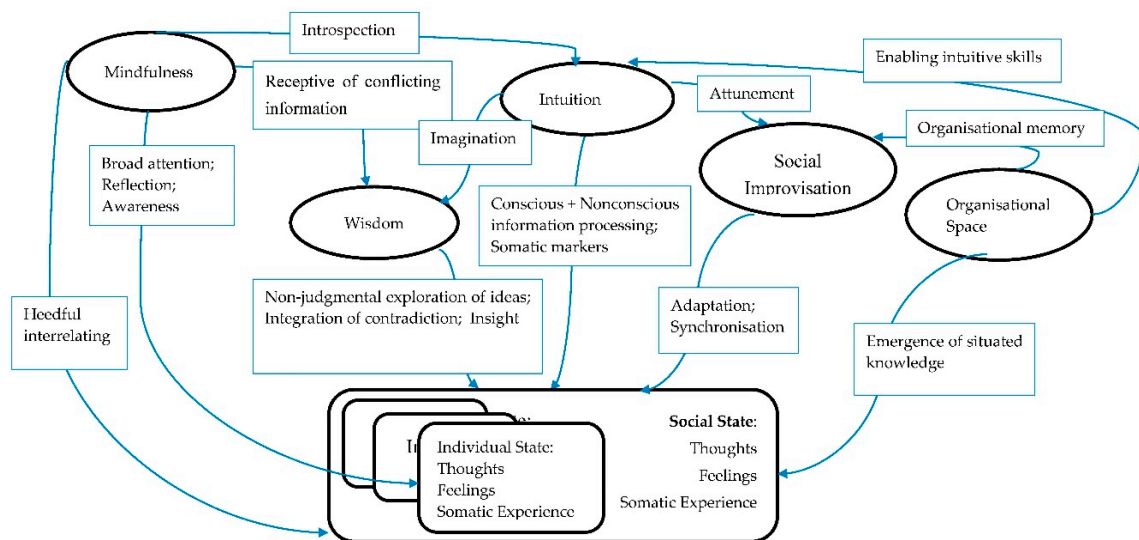 Introspection
Mindfulness
Enabling intuitive skills
Receptive of conflicting
information
Intuition
Attunement
Imagination
Organisational memory
Broad attention;
Reflection;
Awareness
Social
Improvisation
Wisdom
Conscious + Nonconscious
information processing;
Somatic markers
Organisational
Space
Non-judgmental exploration of ideas;
Integration of contradiction; Insight
Heedful
interrelating
Adaptation;
Synchronisation
Emergence of situated
knowledge
Social State:
Thoughts
Feelings
Somatic Experience
Individual State:
Thoughts
Feelings
Somatic Experience